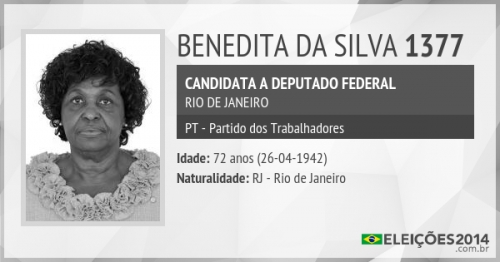 BENEDITA DA SILVA 1377
CANDIDATA A DEPUTADO FEDERAL
RIO DE JANEIRO
PT - Partido dos Trabalhadores
Idade: 72 anos (26-04-1942)
Naturalidade: RJ - Rio de Janeiro
ELEIÇÕES2014
.com.br